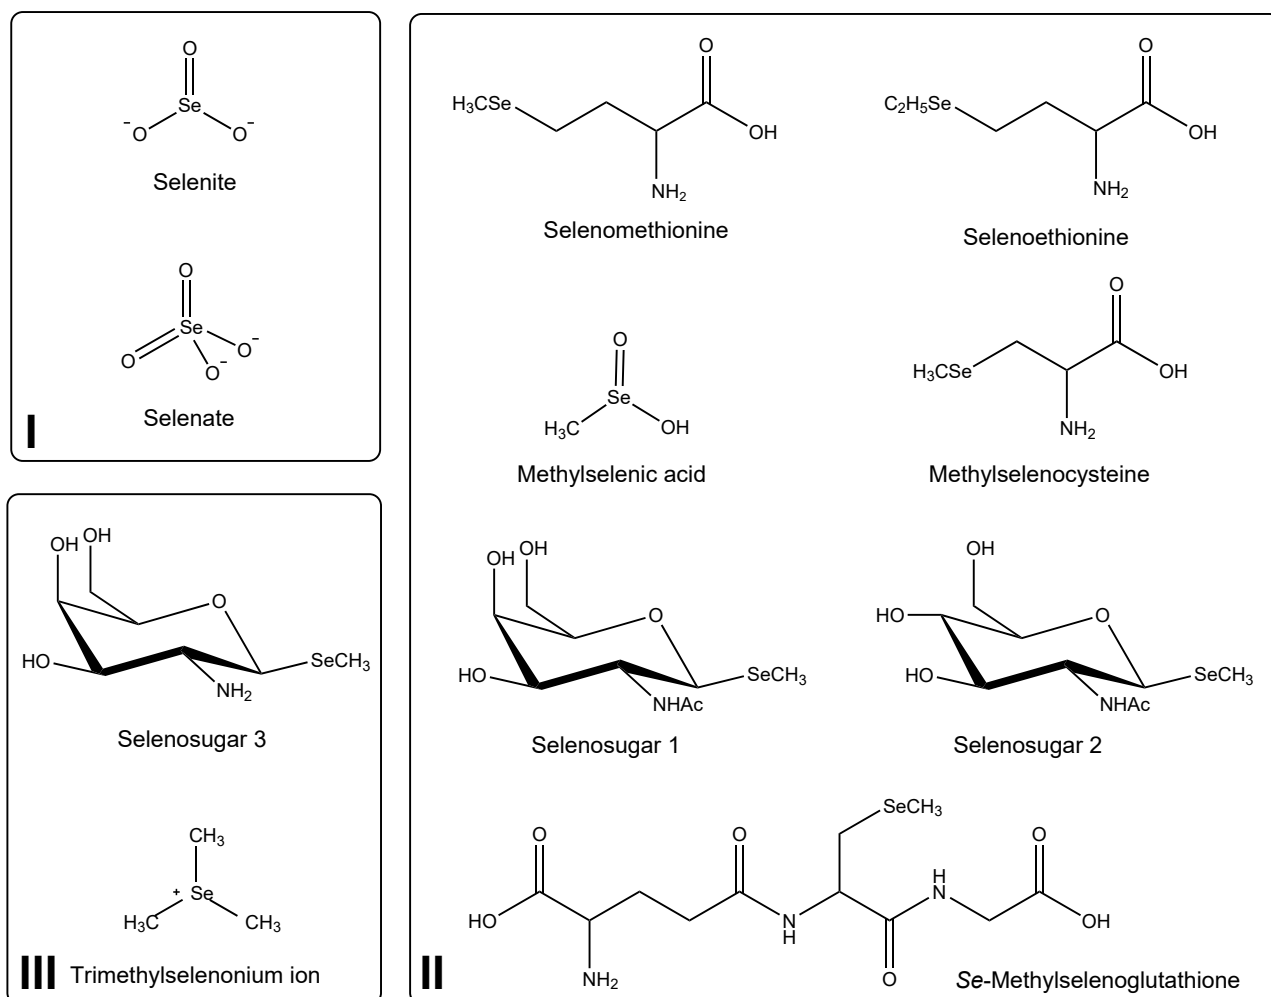 O
Se
⁻O
O⁻
Selenite
O
Se
O
O⁻
O⁻
Selenate
I
O
H₃CSe
OH
NH₂
Selenomethionine
O
C₂H₅Se
OH
NH₂
Selenoethionine
O
Se
H₃C
OH
Methylselenic acid
O
H₃CSe
OH
NH₂
Methylselenocysteine
OH
OH
O
HO
SeCH₃
NH₂
Selenosugar 3
OH
OH
O
HO
SeCH₃
NHAc
Selenosugar 1
OH
HO
O
HO
SeCH₃
NHAc
Selenosugar 2
CH₃
+
Se
H₃C
CH₃
III Trimethylselenonium ion
SeCH₃
O
O
O
H
N
HO
N
H
OH
NH₂
O
II
Se-Methylselenoglutathione